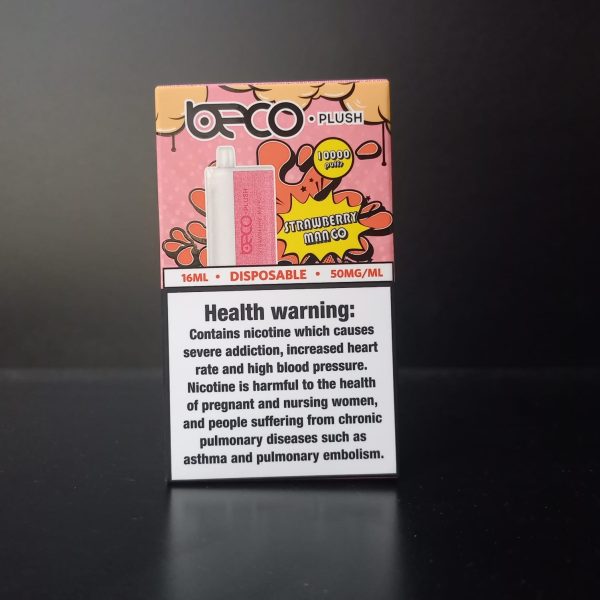 BECO • PLUSH
10000
puffs
BECO PLUSH
STRAWBERRY
MANGO
16ML • DISPOSABLE • 50MG/ML
Health warning:
Contains nicotine which causes
severe addiction, increased heart
rate and high blood pressure.
Nicotine is harmful to the health
of pregnant and nursing women,
and people suffering from chronic
pulmonary diseases such as
asthma and pulmonary embolism.